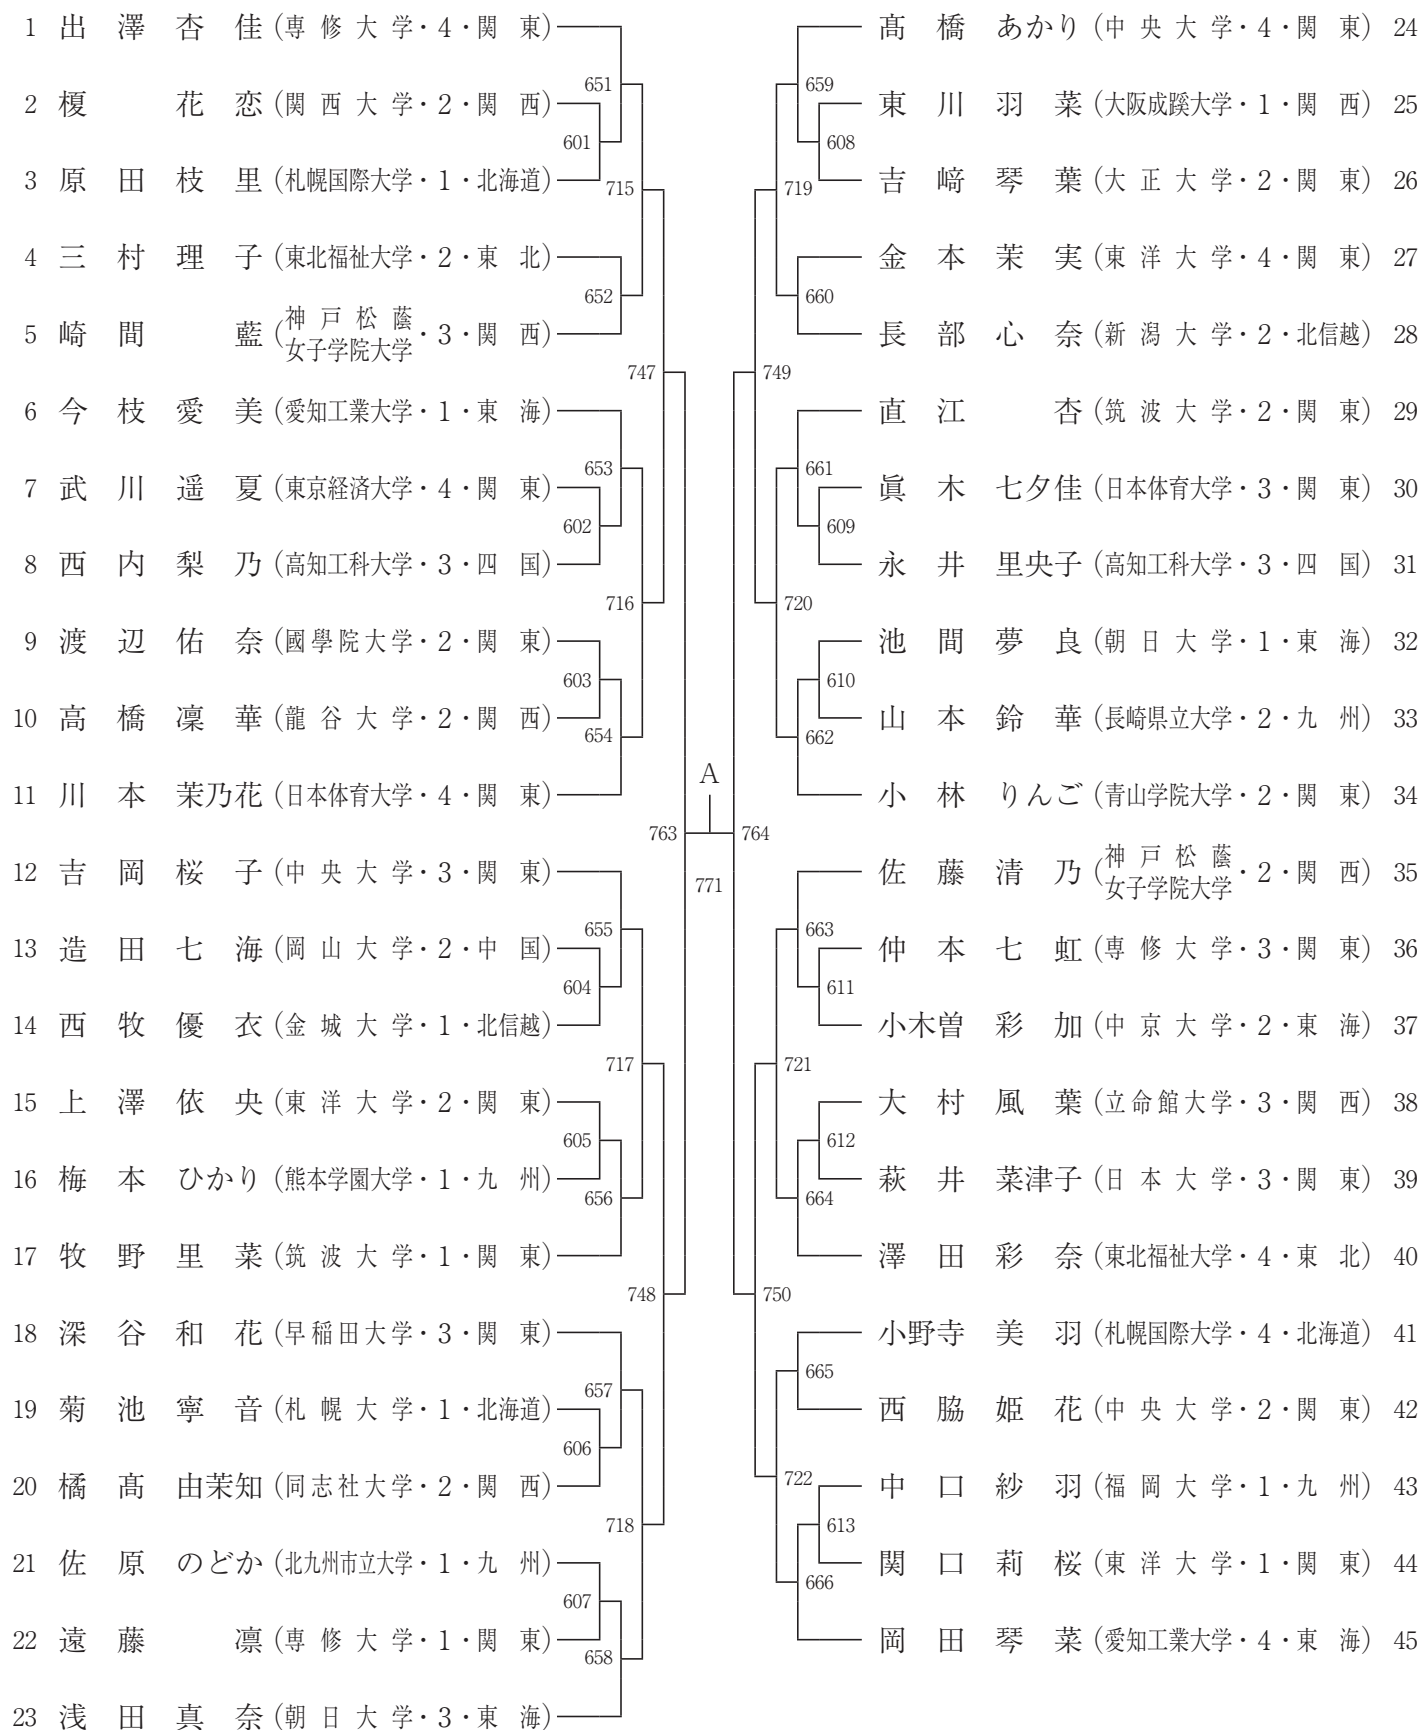 1 出澤杏佳(専修大学・4・関東)
2 榎花恋(関西大学・2・関西)
3 原田枝里(札幌国際大学・1・北海道)
4 三村理子(東北福祉大学・2・東北)
5 崎間藍(神戸松蔭女子学院大学・3・関西)
6 今枝愛美(愛知工業大学・1・東海)
7 武川遥夏(東京経済大学・4・関東)
8 西内梨乃(高知工科大学・3・四国)
9 渡辺佑奈(國學院大学・2・関東)
10 高橋凜華(龍谷大学・2・関西)
11 川本茉乃花(日本体育大学・4・関東)
12 吉岡桜子(中央大学・3・関東)
13 造田七海(岡山大学・2・中国)
14 西牧優衣(金城大学・1・北信越)
15 上澤依央(東洋大学・2・関東)
16 梅本ひかり(熊本学園大学・1・九州)
17 牧野里菜(筑波大学・1・関東)
18 深谷和花(早稲田大学・3・関東)
19 菊池寧音(札幌大学・1・北海道)
20 橘髙由茉知(同志社大学・2・関西)
21 佐原のどか(北九州市立大学・1・九州)
22 遠藤凛(専修大学・1・関東)
23 浅田真奈(朝日大学・3・東海)
601
602
603
604
605
606
607
651
652
653
654
655
656
657
658
715
716
717
718
747
748
763
A
771
764
749
750
719
720
721
722
659
660
661
662
663
664
665
666
608
609
610
611
612
613
髙橋あかり(中央大学・4・関東) 24
東川羽菜(大阪成蹊大学・1・関西) 25
吉﨑琴葉(大正大学・2・関東) 26
金本茉実(東洋大学・4・関東) 27
長部心奈(新潟大学・2・北信越) 28
直江杏(筑波大学・2・関東) 29
眞木七夕佳(日本体育大学・3・関東) 30
永井里央子(高知工科大学・3・四国) 31
池間夢良(朝日大学・1・東海) 32
山本鈴華(長崎県立大学・2・九州) 33
小林りんご(青山学院大学・2・関東) 34
佐藤清乃(神戸松蔭女子学院大学・2・関西) 35
仲本七虹(専修大学・3・関東) 36
小木曽彩加(中京大学・2・東海) 37
大村風葉(立命館大学・3・関西) 38
萩井菜津子(日本大学・3・関東) 39
澤田彩奈(東北福祉大学・4・東北) 40
小野寺美羽(札幌国際大学・4・北海道) 41
西脇姫花(中央大学・2・関東) 42
中口紗羽(福岡大学・1・九州) 43
関口莉桜(東洋大学・1・関東) 44
岡田琴菜(愛知工業大学・4・東海) 45